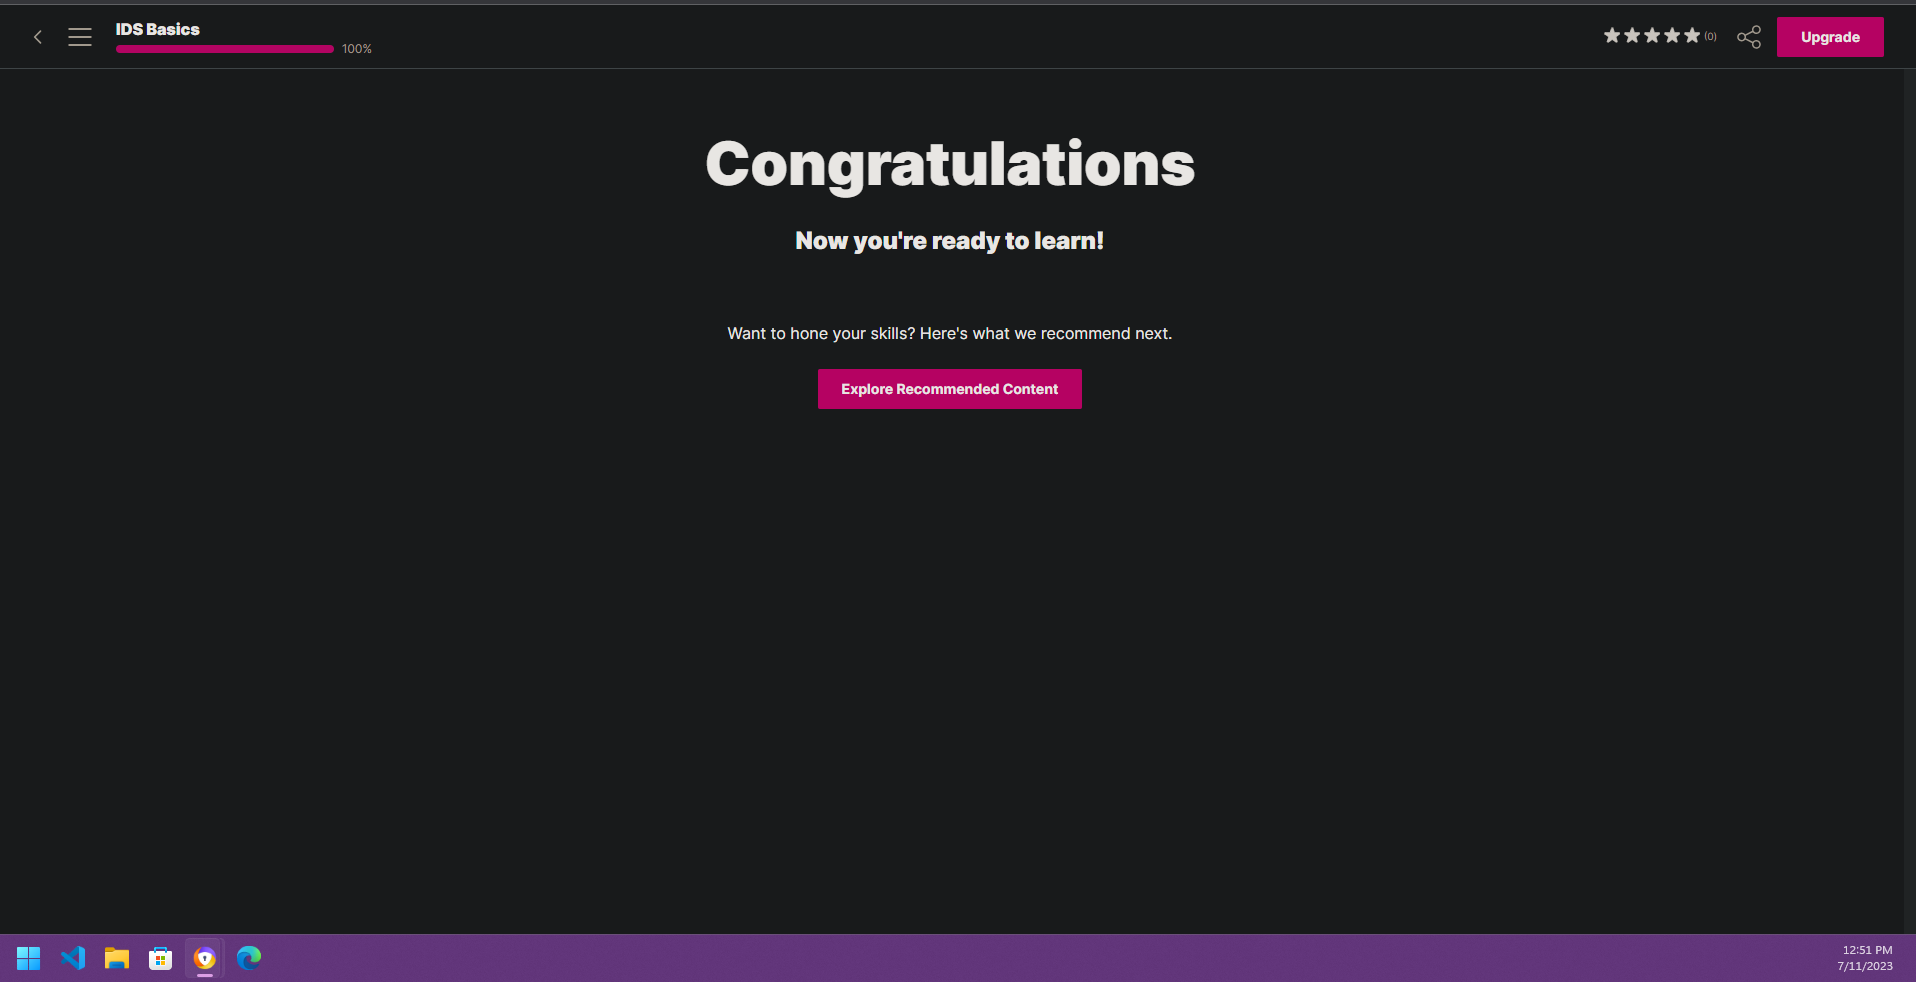 IDS Basics
100%
(0)
Upgrade
Congratulations
Now you're ready to learn!
Want to hone your skills? Here's what we recommend next.
Explore Recommended Content
12:51 PM
7/11/2023